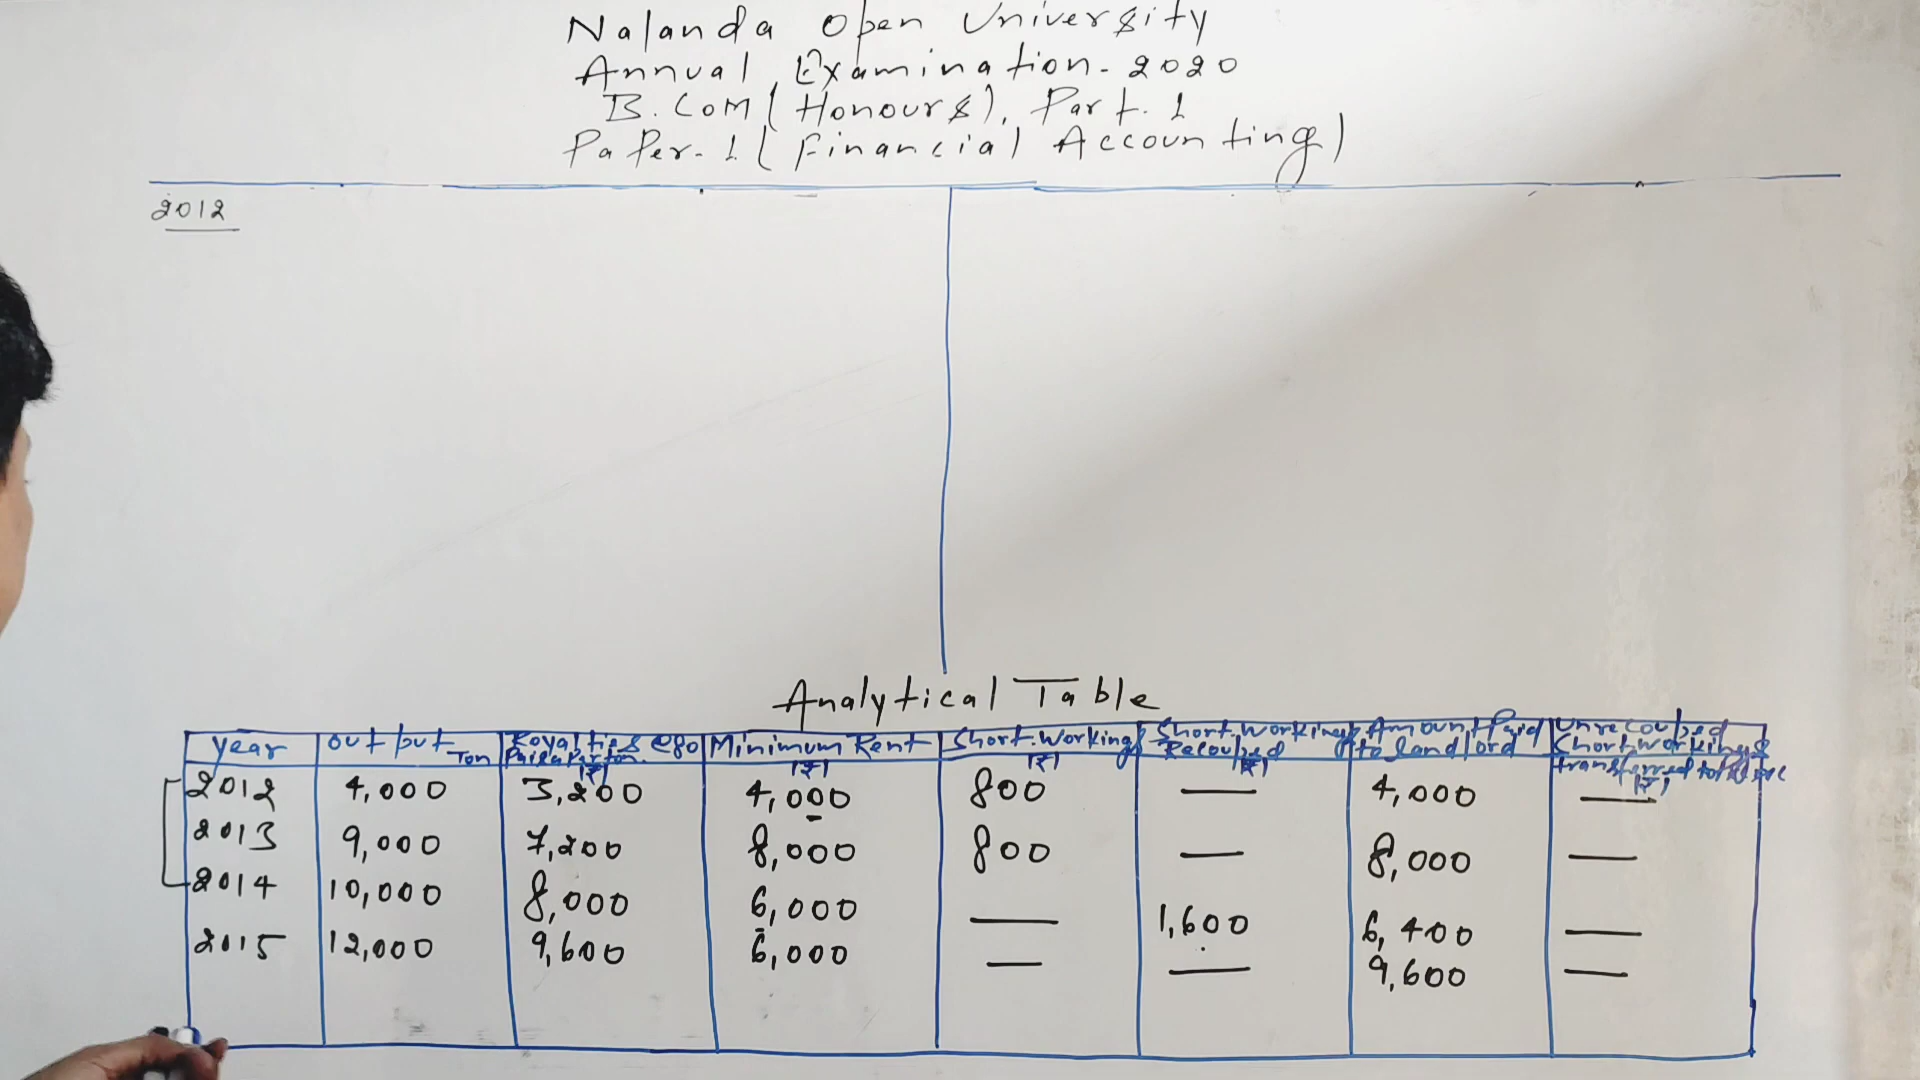 Nalanda Open University
Annual Examination-2020
B.COM (Honours), Part.1
Paper-1 (Financial Accounting)
2012
Analytical Table
year | output Ton | Royalties @80 Paisa Per ton. (₹) | Minimum Rent (₹) | Short.workings (₹) | Short.workings Recouped (₹) | Amount Paid to landlord | Unrecouped Short workings transferred to (₹)
2012 | 4,000 | 3,200 | 4,000 | 800 | — | 4,000 | —
2013 | 9,000 | 7,200 | 8,000 | 800 | — | 8,000 | —
2014 | 10,000 | 8,000 | 6,000 | — | 1,600 | 6,400 | —
2015 | 12,000 | 9,600 | 6,000 | — | — | 9,600 | —